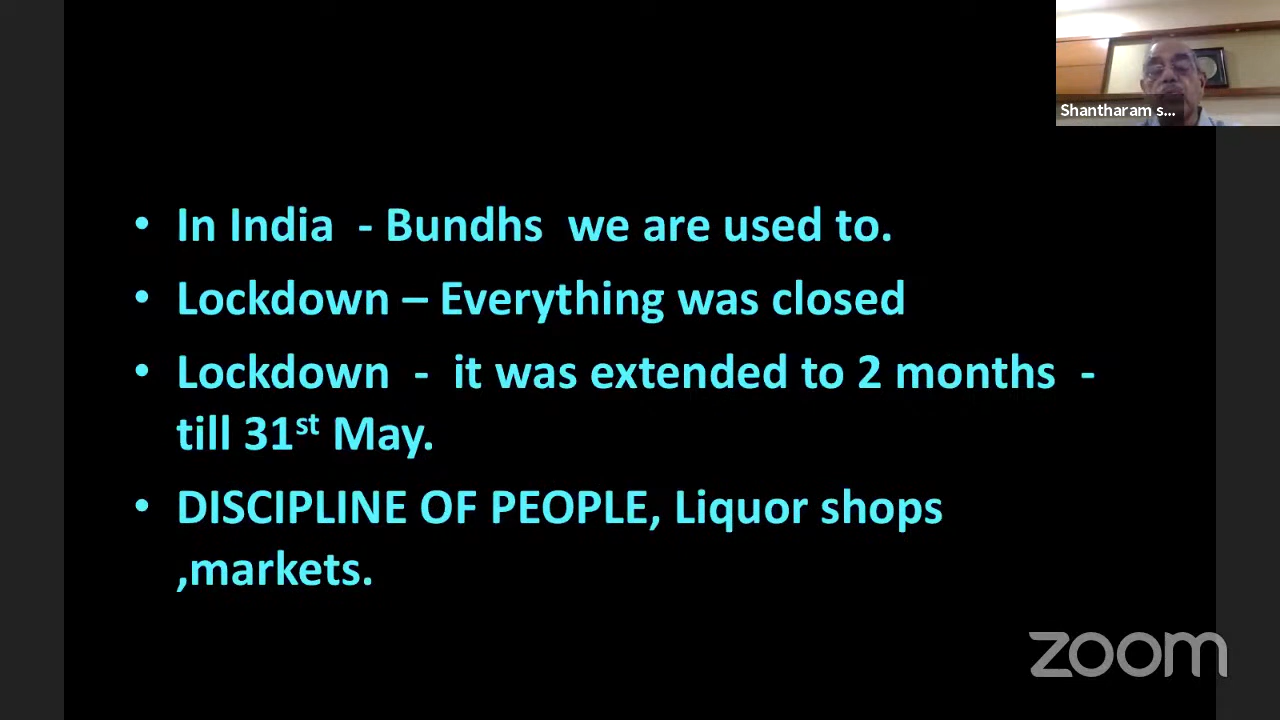 Shantharam s...
• In India - Bundhs we are used to.
• Lockdown – Everything was closed
• Lockdown - it was extended to 2 months -
till 31st May.
• DISCIPLINE OF PEOPLE, Liquor shops
,markets.
zoom